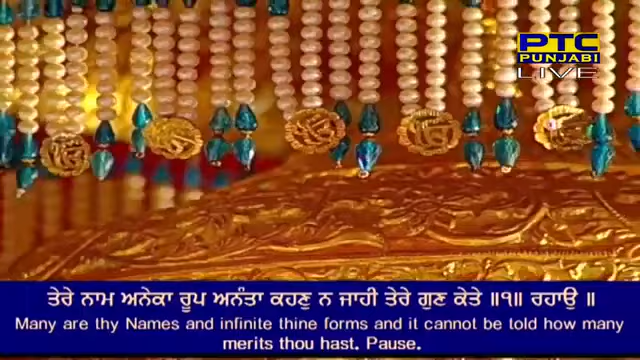 PTC
PUNJABI
LIVE
ਤੇਰੇ ਨਾਮ ਅਨੇਕਾ ਰੂਪ ਅਨੰਤਾ ਕਹਣੁ ਨ ਜਾਹੀ ਤੇਰੇ ਗੁਣ ਕੇਤੇ ॥੧॥ ਰਹਾਉ ॥
Many are thy Names and infinite thine forms and it cannot be told how many
merits thou hast. Pause.